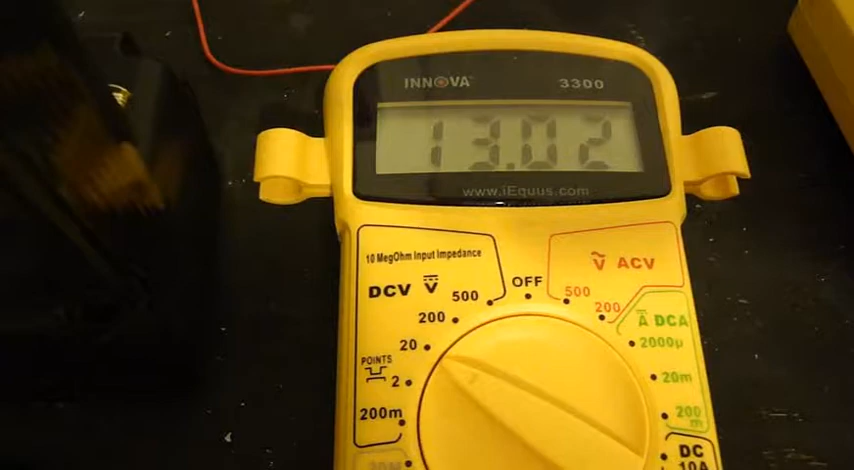 INNOVA 3300
13.02
www.iEquus.com
10 MegOhm Input Impedance
DCV V
500
200
20
POINTS
2
200m
OFF
V ACV
500
200
A DCA
2000µ
20m
200
m
DC
10A